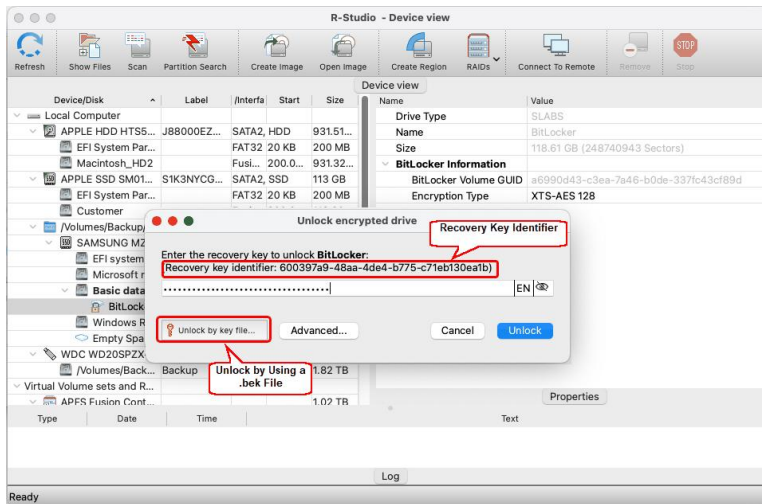 R-Studio - Device view
Refresh Show Files Scan Partition Search Create Image Open Image Create Region RAIDs Connect To Remote Remove Stop
STOP
Device view
Device/Disk Label /Interfa Start Size
Local Computer
APPLE HDD HTS5... J88000EZ... SATA2, HDD 931.51...
EFI System Par... FAT32 20 KB 200 MB
Macintosh_HD2 Fusi... 200.0... 931.32...
APPLE SSD SM01... S1K3NYCG... SATA2, SSD 113 GB
EFI System Par... FAT32 20 KB 200 MB
Customer
/Volumes/Backup/
SAMSUNG MZ
EFI system
Microsoft r
Basic data
BitLock
Windows R
Empty Spa
WDC WD20SPZX
/Volumes/Back... Backup 1.82 TB
Virtual Volume sets and R...
APFS Fusion Cont... 1.02 TB
Name Value
Drive Type SLABS
Name BitLocker
Size 118.61 GB (248740943 Sectors)
BitLocker Information
BitLocker Volume GUID a6990d43-c3ea-7a46-b0de-337fc43cf89d
Encryption Type XTS-AES 128
Unlock encrypted drive
Recovery Key Identifier
Enter the recovery key to unlock BitLocker:
Recovery key identifier: 600397a9-48aa-4de4-b775-c71eb130ea1b)
EN
Unlock by key file... Advanced... Cancel Unlock
Unlock by Using a
.bek File
Properties
Type Date Time Text
Log
Ready